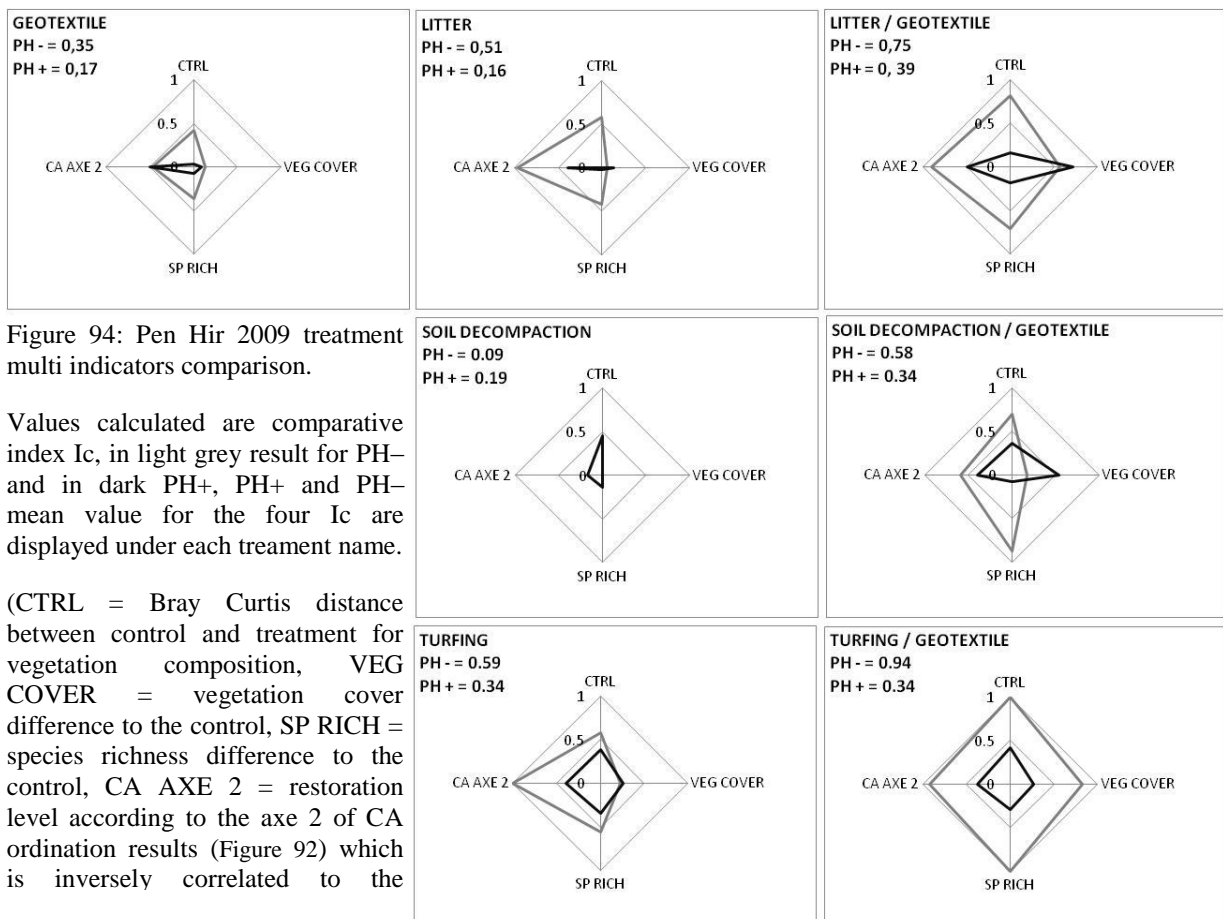 GEOTEXTILE
PH - = 0,35
PH + = 0,17
CTRL
1
0.5
CA AXE 2
0
VEG COVER
SP RICH
LITTER
PH - = 0,51
PH + = 0,16
CTRL
1
0.5
CA AXE 2
0
VEG COVER
SP RICH
LITTER / GEOTEXTILE
PH - = 0,75
PH+ = 0, 39
CTRL
1
0.5
CA AXE 2
0
VEG COVER
SP RICH
Figure 94: Pen Hir 2009 treatment
multi indicators comparison.
Values calculated are comparative
index Ic, in light grey result for PH–
and in dark PH+, PH+ and PH–
mean value for the four Ic are
displayed under each treament name.
(CTRL = Bray Curtis distance
between control and treatment for
vegetation composition, VEG
COVER = vegetation cover
difference to the control, SP RICH =
species richness difference to the
control, CA AXE 2 = restoration
level according to the axe 2 of CA
ordination results (Figure 92) which
is inversely correlated to the
SOIL DECOMPACTION
PH - = 0.09
PH + = 0.19
CTRL
1
0.5
CA AXE 2
0
VEG COVER
SP RICH
SOIL DECOMPACTION / GEOTEXTILE
PH - = 0.58
PH + = 0.34
CTRL
1
0.5
CA AXE 2
0
VEG COVER
SP RICH
TURFING
PH - = 0.59
PH + = 0.34
CTRL
1
0.5
CA AXE 2
0
VEG COVER
SP RICH
TURFING / GEOTEXTILE
PH - = 0.94
PH + = 0.34
CTRL
1
0.5
CA AXE 2
0
VEG COVER
SP RICH